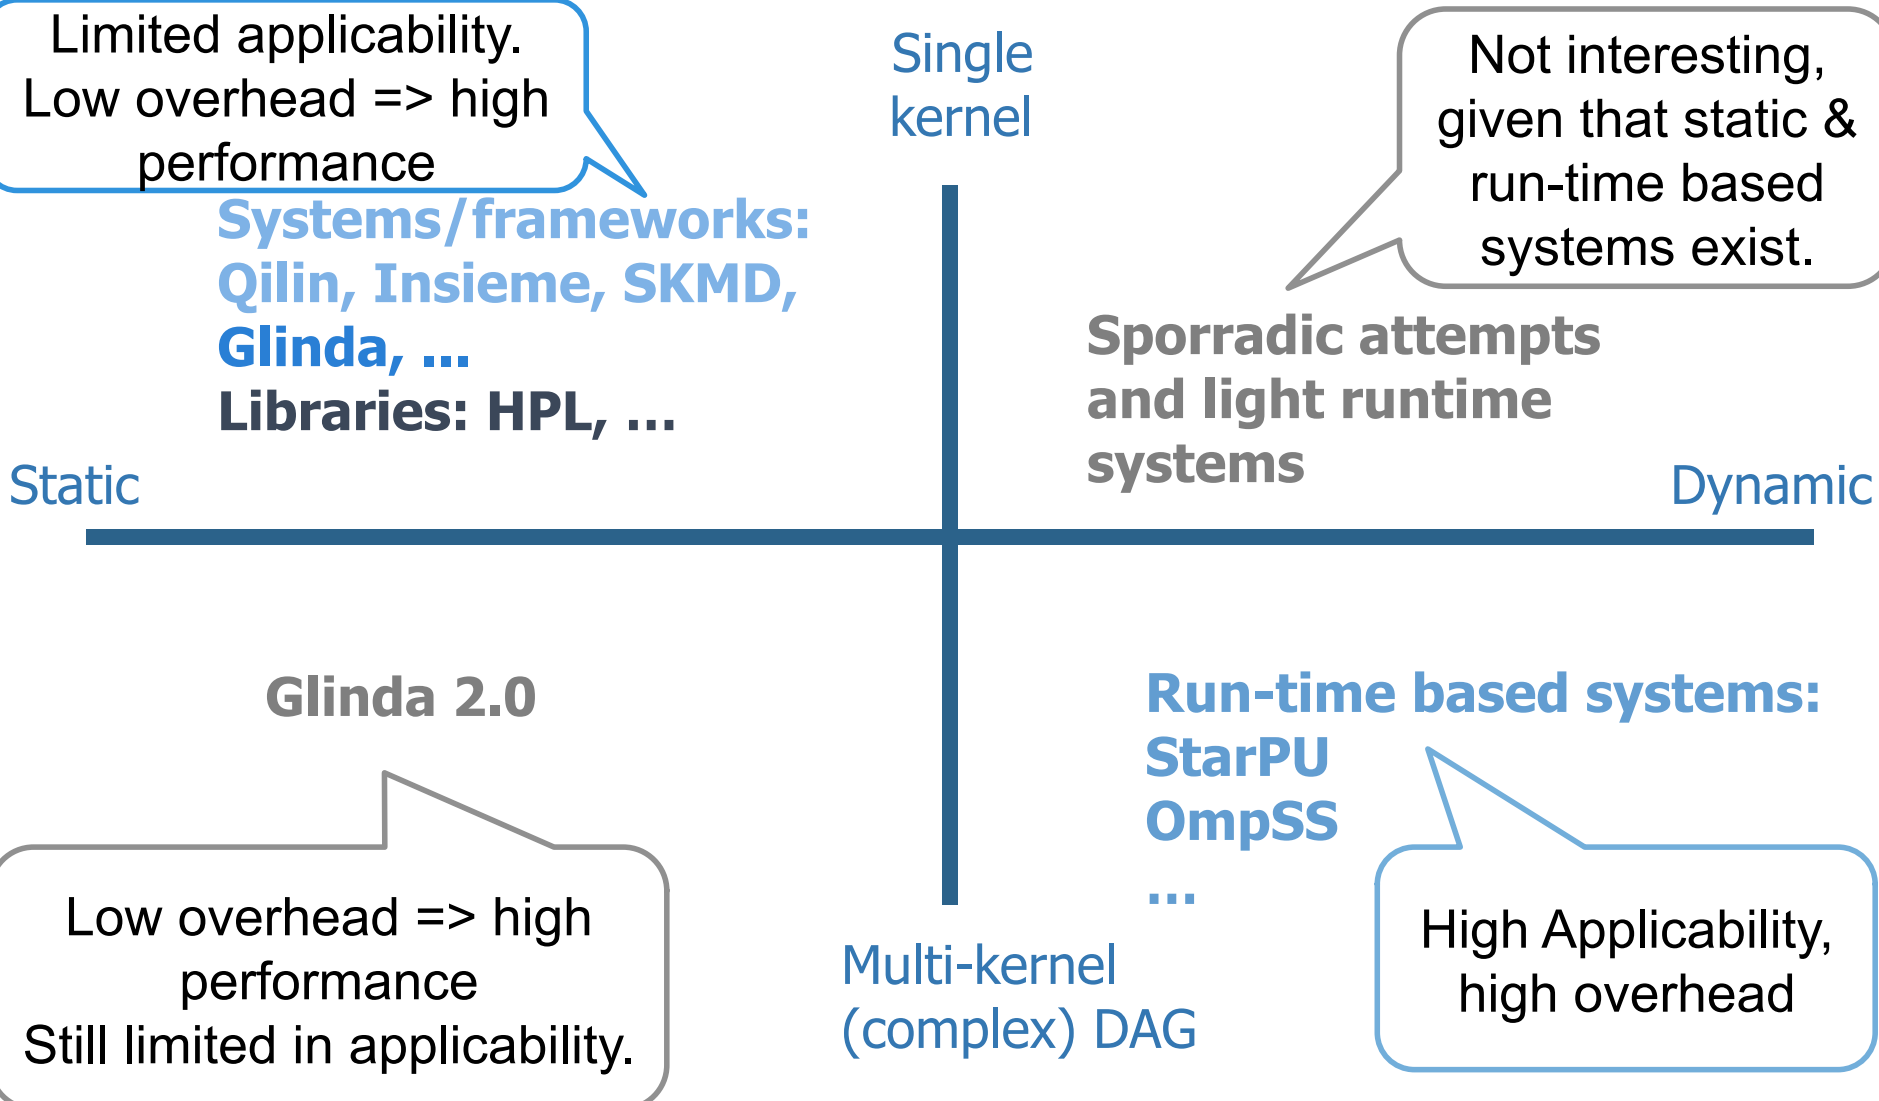 Limited applicability.
Low overhead => high
performance
Single
kernel
Not interesting,
given that static &
run-time based
systems exist.
Systems/frameworks:
Qilin, Insieme, SKMD,
Glinda, ...
Libraries: HPL, ...
Sporradic attempts
and light runtime
systems
Static
Dynamic
Glinda 2.0
Run-time based systems:
StarPU
OmpSS
...
Low overhead => high
performance
Still limited in applicability.
Multi-kernel
(complex) DAG
High Applicability,
high overhead